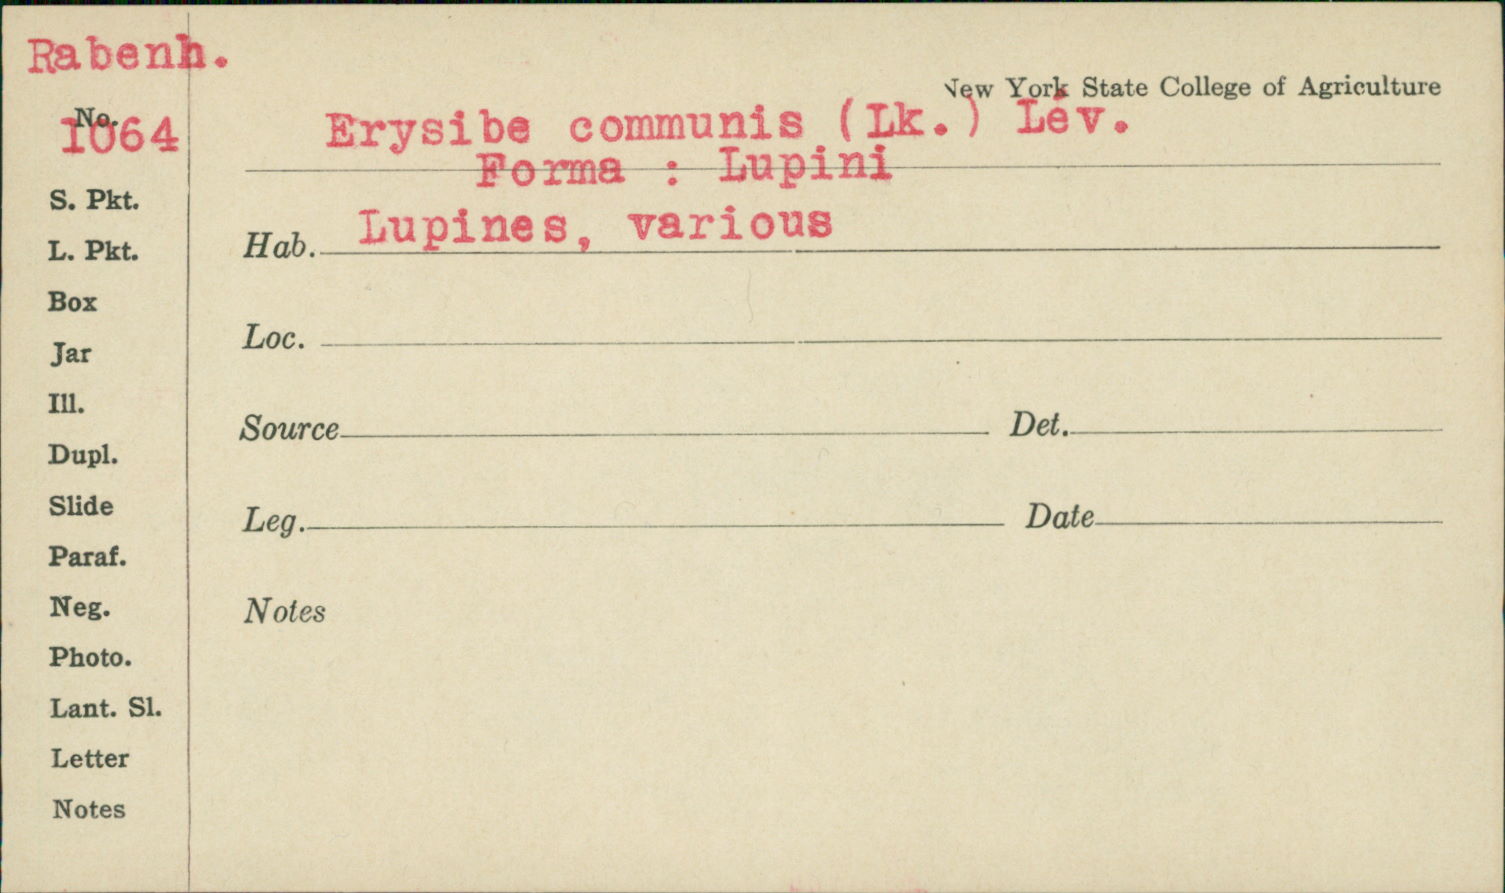 Rabenh.
New York State College of Agriculture
No.
1064
Erysibe communis (Lk.) Lév.
Forma : Lupini
S. Pkt.
L. Pkt.
Box
Jar
Ill.
Dupl.
Slide
Paraf.
Neg.
Photo.
Lant. Sl.
Letter
Notes
Hab. Lupines, various
Loc.
Source Det.
Leg. Date
Notes